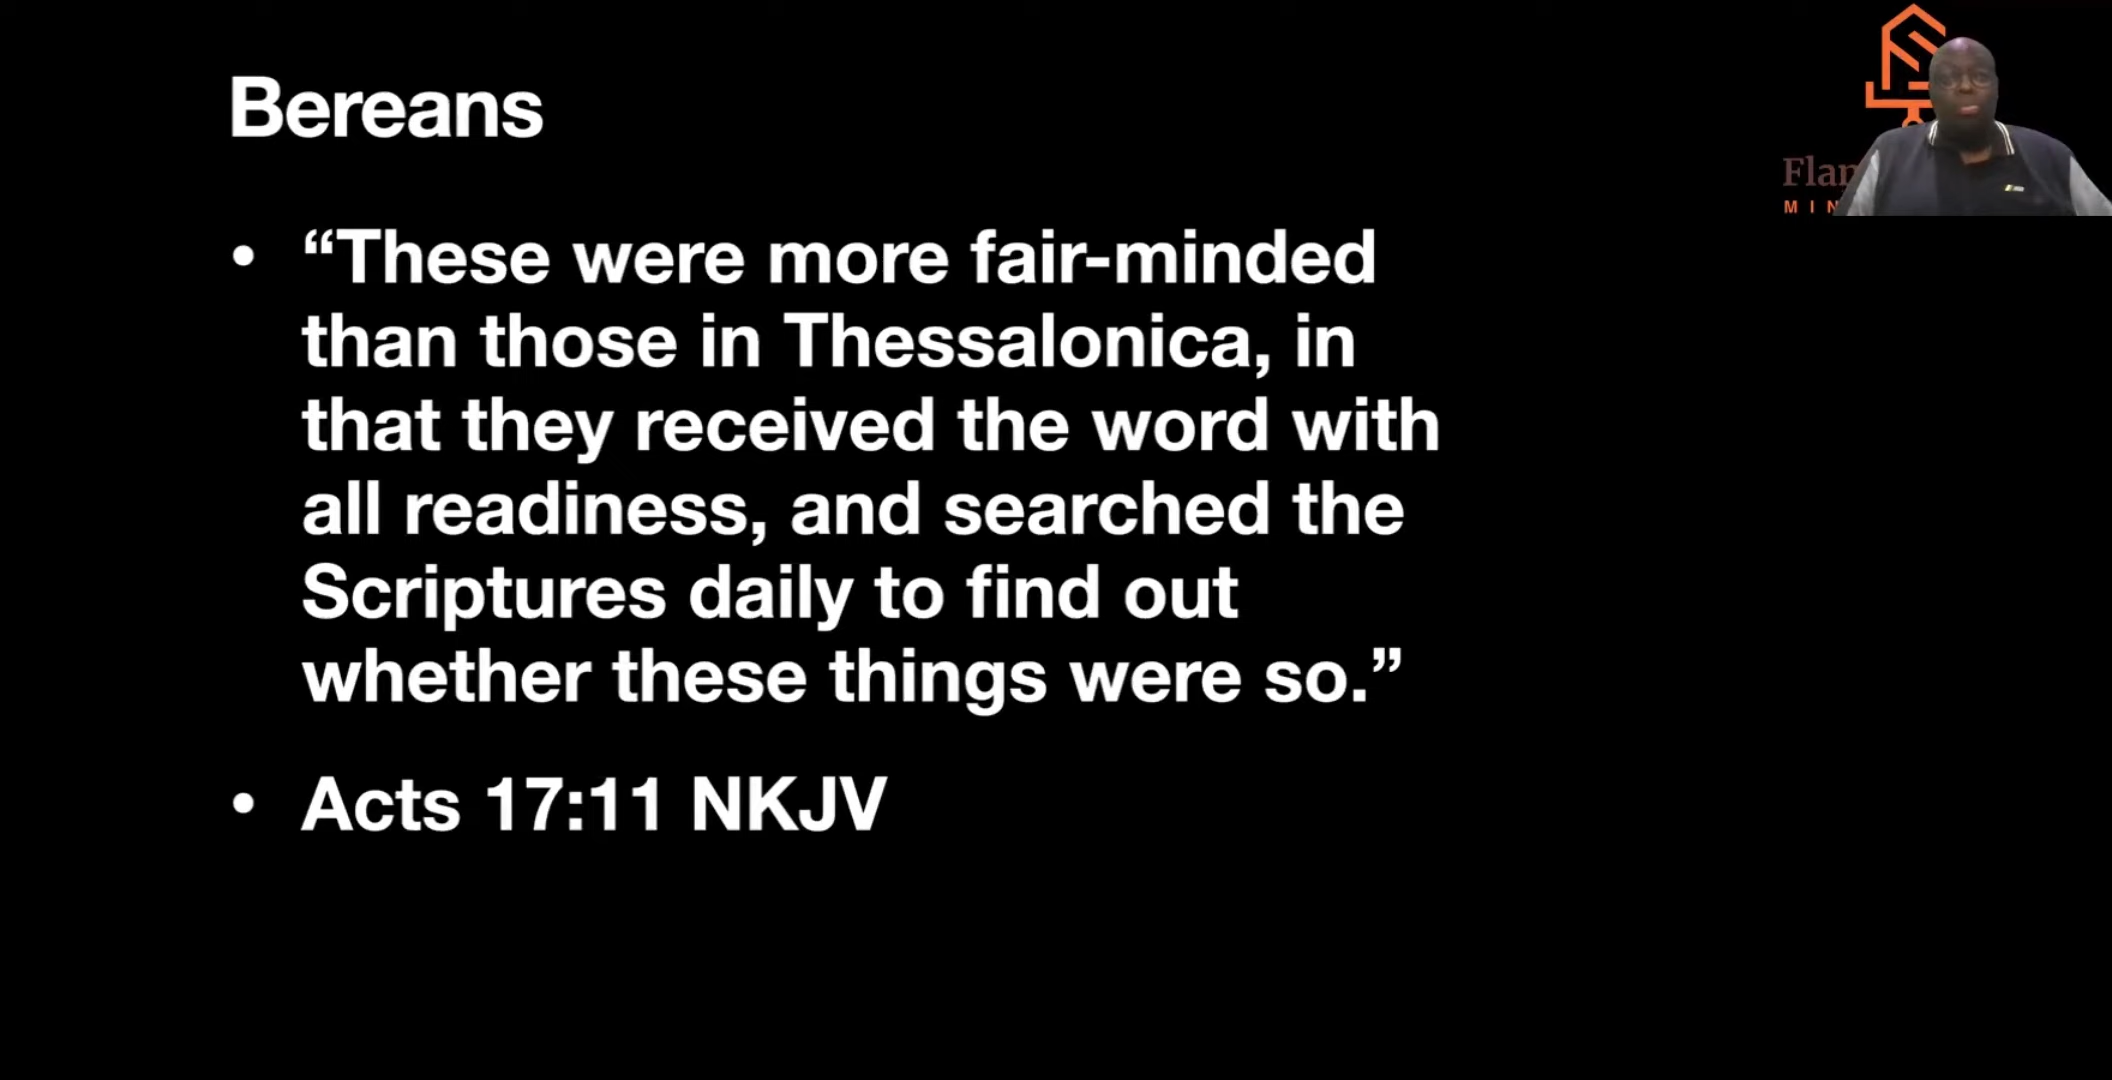 Bereans
• “These were more fair-minded
than those in Thessalonica, in
that they received the word with
all readiness, and searched the
Scriptures daily to find out
whether these things were so.”
• Acts 17:11 NKJV